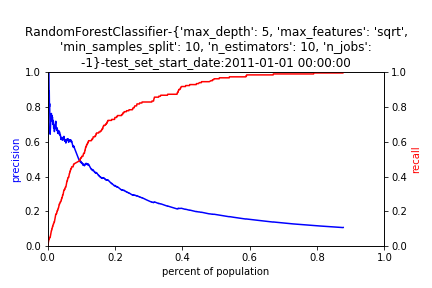 RandomForestClassifier-{'max_depth': 5, 'max_features': 'sqrt',
'min_samples_split': 10, 'n_estimators': 10, 'n_jobs':
-1}-test_set_start_date:2011-01-01 00:00:00
1.0 1.0
0.8 0.8
0.6 0.6
precision recall
0.4 0.4
0.2 0.2
0.0 0.0
0.0 0.2 0.4 0.6 0.8 1.0
percent of population